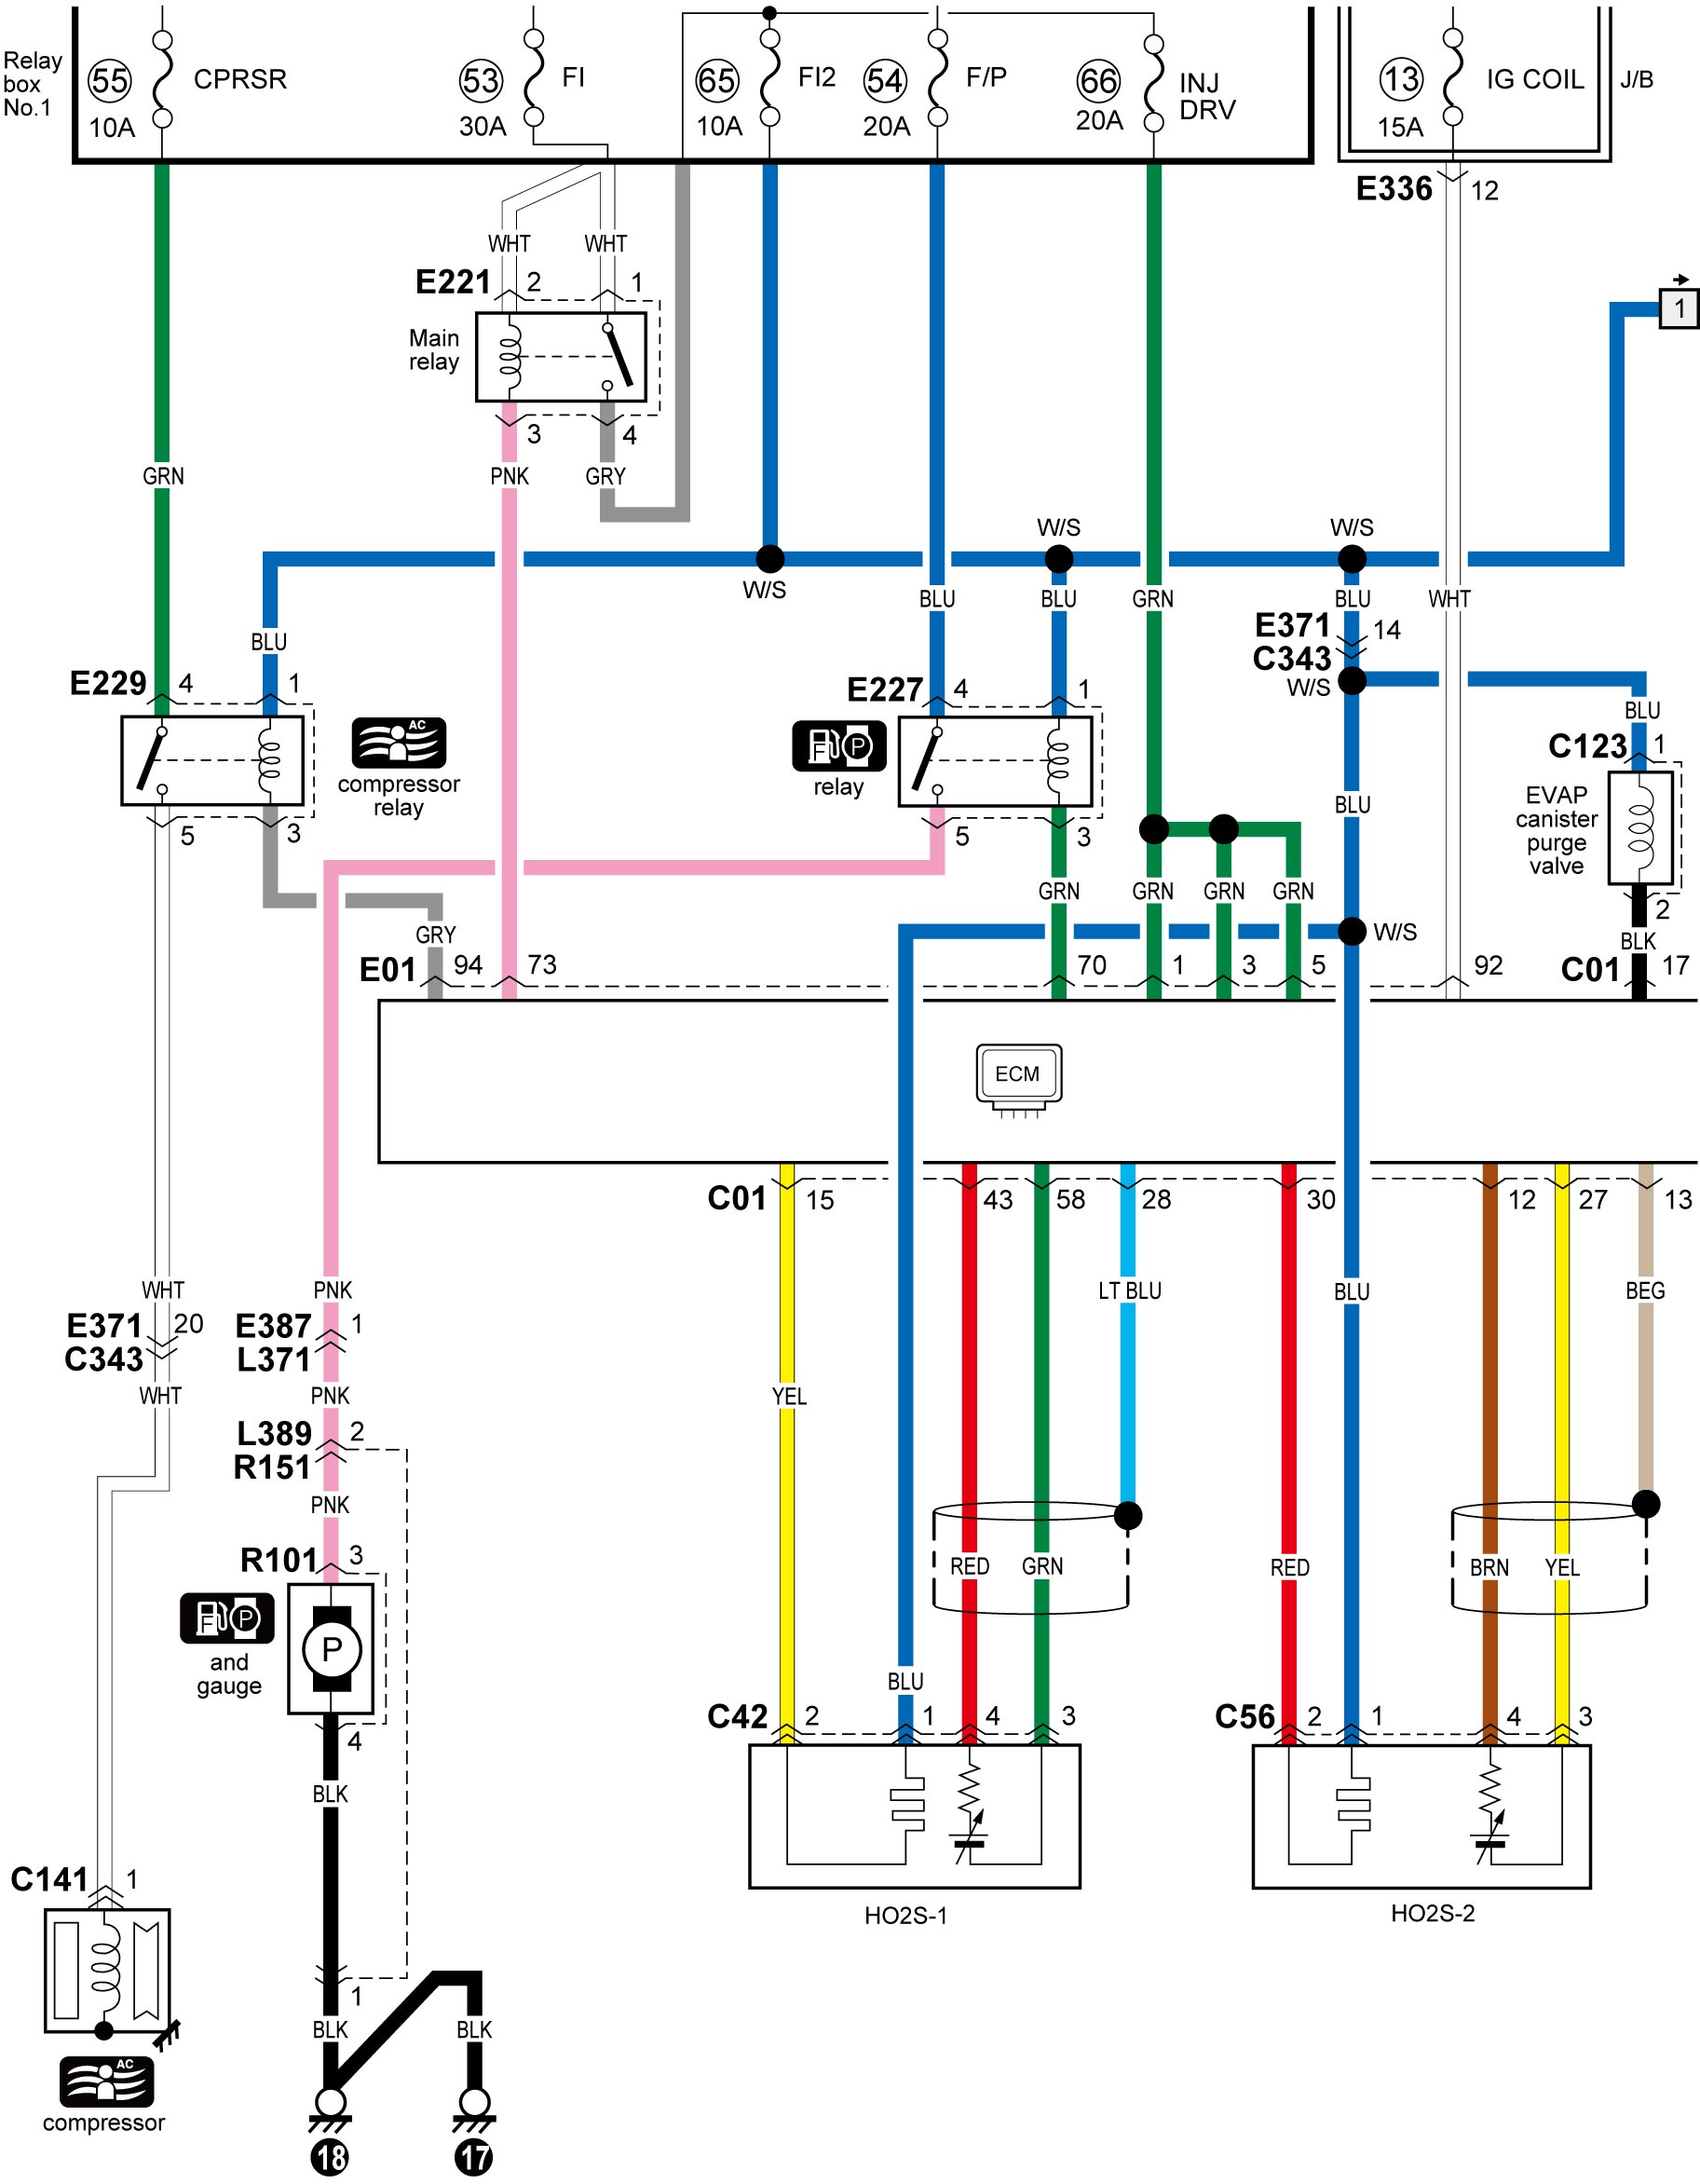 Relay
box
No.1
55
10A
CPRSR
53
30A
FI
65
10A
FI2
54
20A
F/P
66
20A
INJ
DRV
13
15A
IG COIL
J/B
E336
12
WHT
WHT
E221
2
1
Main
relay
3
4
1
GRN
PNK
GRY
W/S
W/S
W/S
BLU
BLU
GRN
BLU
WHT
BLU
E371
14
C343
W/S
E229
4
1
E227
4
1
BLU
C123
1
AC
compressor
relay
F
P
relay
BLU
EVAP
canister
purge
valve
5
3
5
3
GRN
GRN
GRN
GRN
2
GRY
W/S
BLK
E01
94
73
70
1
3
5
92
C01
17
ECM
C01
15
43
58
28
30
12
27
13
WHT
PNK
LT BLU
BLU
BEG
E371
20
C343
E387
1
L371
WHT
PNK
YEL
L389
2
R151
PNK
R101
3
RED
GRN
RED
BRN
YEL
F
P
and
gauge
P
4
BLU
C42
2
1
4
3
C56
2
1
4
3
BLK
C141
1
HO2S-1
HO2S-2
1
BLK
BLK
AC
compressor
18
17